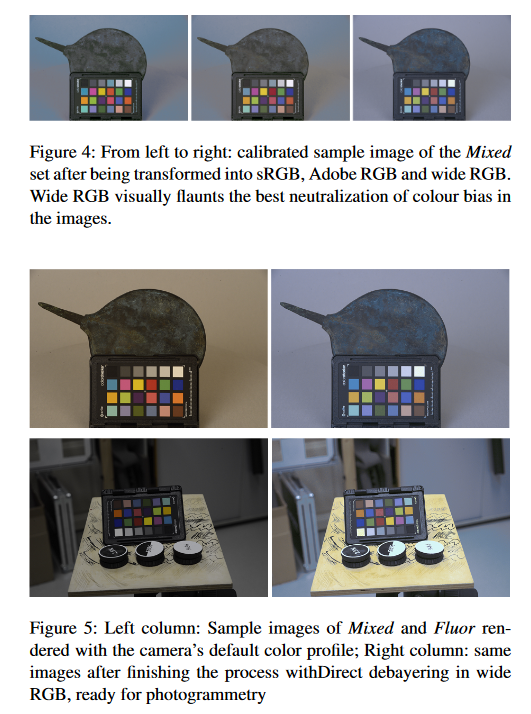 Figure 4: From left to right: calibrated sample image of the Mixed
set after being transformed into sRGB, Adobe RGB and wide RGB.
Wide RGB visually flaunts the best neutralization of colour bias in
the images.
Figure 5: Left column: Sample images of Mixed and Fluor ren-
dered with the camera's default color profile; Right column: same
images after finishing the process withDirect debayering in wide
RGB, ready for photogrammetry